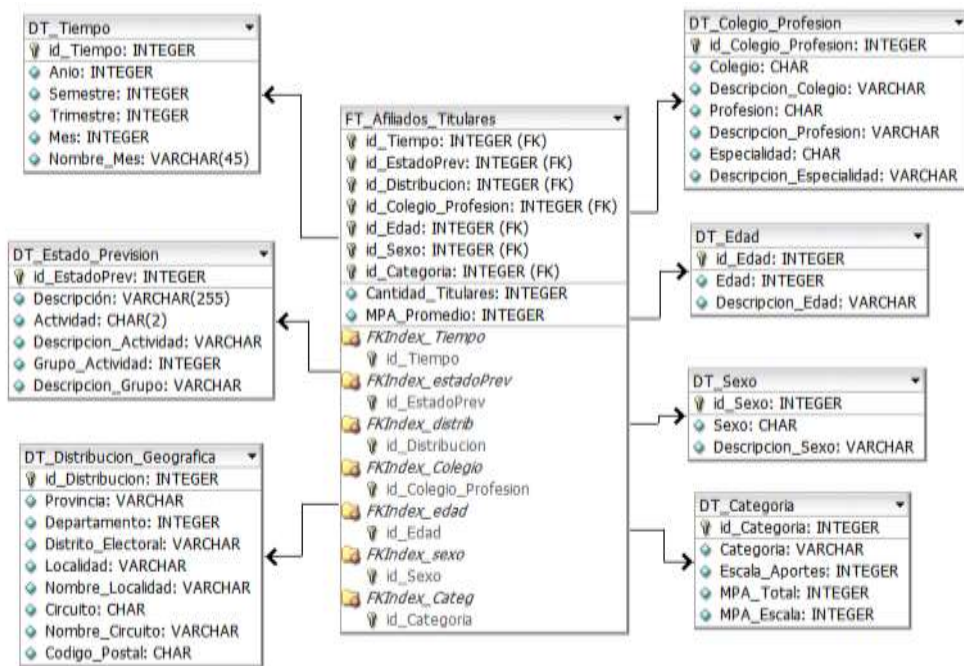 DT_Tiempo
id_Tiempo: INTEGER
Anio: INTEGER
Semestre: INTEGER
Trimestre: INTEGER
Mes: INTEGER
Nombre_Mes: VARCHAR(45)
DT_Estado_Prevision
id_EstadoPrev: INTEGER
Descripción: VARCHAR(255)
Actividad: CHAR(2)
Descripcion_Actividad: VARCHAR
Grupo_Actividad: INTEGER
Descripcion_Grupo: VARCHAR
DT_Distribucion_Geografica
id_Distribucion: INTEGER
Provincia: VARCHAR
Departamento: INTEGER
Distrito_Electoral: VARCHAR
Localidad: VARCHAR
Nombre_Localidad: VARCHAR
Circuito: CHAR
Nombre_Circuito: VARCHAR
Codigo_Postal: CHAR
FT_Afiliados_Titulares
id_Tiempo: INTEGER (FK)
id_EstadoPrev: INTEGER (FK)
id_Distribucion: INTEGER (FK)
id_Colegio_Profesion: INTEGER (FK)
id_Edad: INTEGER (FK)
id_Sexo: INTEGER (FK)
id_Categoria: INTEGER (FK)
Cantidad_Titulares: INTEGER
MPA_Promedio: INTEGER
FKIndex_Tiempo
id_Tiempo
FKIndex_estadoPrev
id_EstadoPrev
FKIndex_distrib
id_Distribucion
FKIndex_Colegio
id_Colegio_Profesion
FKIndex_edad
id_Edad
FKIndex_sexo
id_Sexo
FKIndex_Categ
id_Categoria
DT_Colegio_Profesion
id_Colegio_Profesion: INTEGER
Colegio: CHAR
Descripcion_Colegio: VARCHAR
Profesion: CHAR
Descripcion_Profesion: VARCHAR
Especialidad: CHAR
Descripcion_Especialidad: VARCHAR
DT_Edad
id_Edad: INTEGER
Edad: INTEGER
Descripcion_Edad: VARCHAR
DT_Sexo
id_Sexo: INTEGER
Sexo: CHAR
Descripcion_Sexo: VARCHAR
DT_Categoria
id_Categoria: INTEGER
Categoria: VARCHAR
Escala_Aportes: INTEGER
MPA_Total: INTEGER
MPA_Escala: INTEGER